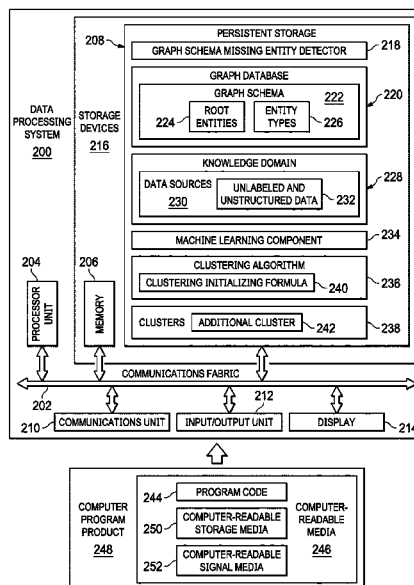 PERSISTENT STORAGE
208
GRAPH SCHEMA MISSING ENTITY DETECTOR
218
GRAPH DATABASE
GRAPH SCHEMA
222
220
224
ROOT ENTITIES
ENTITY TYPES
226
DATA PROCESSING SYSTEM
200
STORAGE DEVICES
216
KNOWLEDGE DOMAIN
228
DATA SOURCES
230
UNLABELED AND UNSTRUCTURED DATA
232
MACHINE LEARNING COMPONENT
234
CLUSTERING ALGORITHM
236
CLUSTERING INITIALIZING FORMULA
240
204
PROCESSOR UNIT
206
MEMORY
CLUSTERS
ADDITIONAL CLUSTER
242
238
COMMUNICATIONS FABRIC
202
212
210
COMMUNICATIONS UNIT
INPUT/OUTPUT UNIT
DISPLAY
214
COMPUTER PROGRAM PRODUCT
248
244
PROGRAM CODE
250
COMPUTER-READABLE STORAGE MEDIA
252
COMPUTER-READABLE SIGNAL MEDIA
COMPUTER-READABLE MEDIA
246